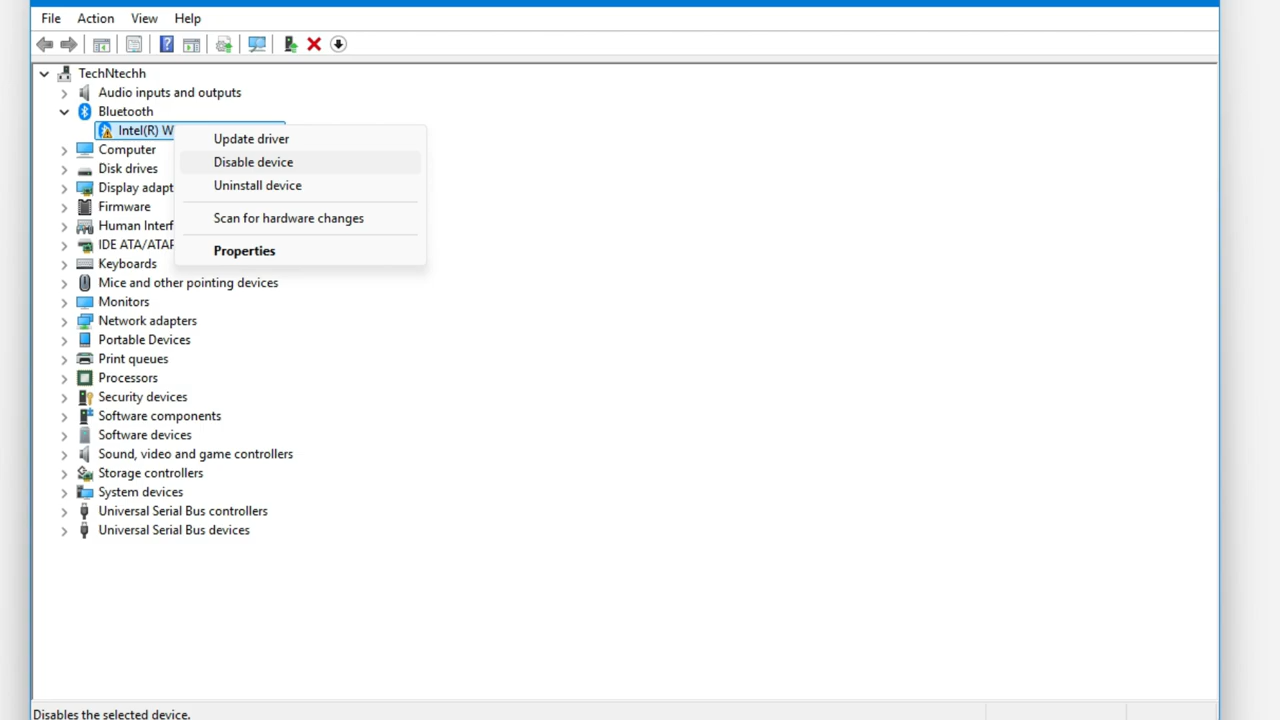 File Action View Help
TechNtechh
Audio inputs and outputs
Bluetooth
Intel(R) W
Update driver
Disable device
Uninstall device
Scan for hardware changes
Properties
Computer
Disk drives
Display adapt
Firmware
Human Interf
IDE ATA/ATAP
Keyboards
Mice and other pointing devices
Monitors
Network adapters
Portable Devices
Print queues
Processors
Security devices
Software components
Software devices
Sound, video and game controllers
Storage controllers
System devices
Universal Serial Bus controllers
Universal Serial Bus devices
Disables the selected device.